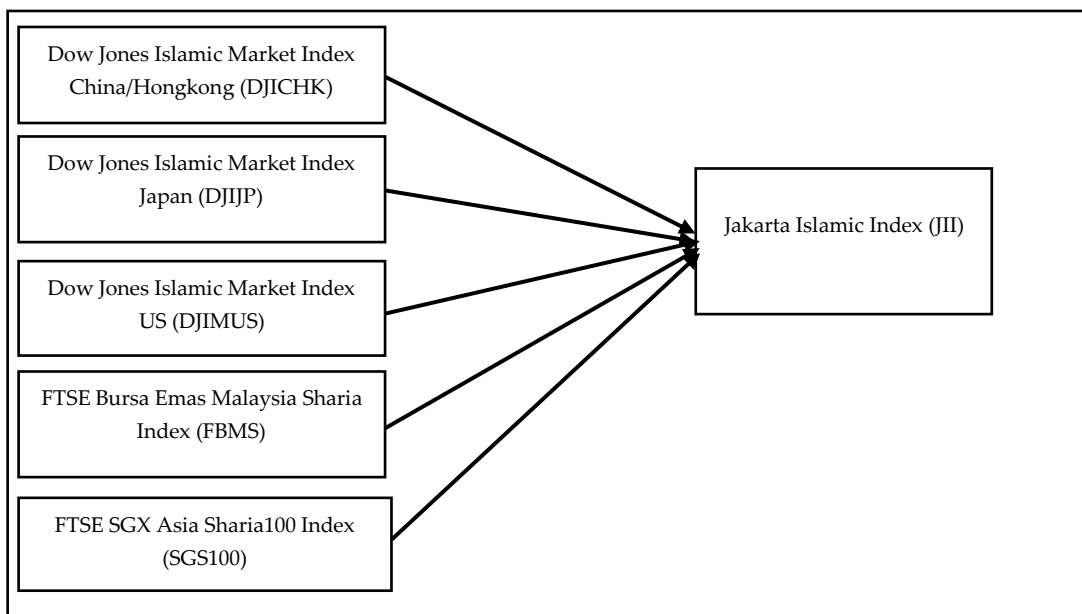 Dow Jones Islamic Market Index
China/Hongkong (DJICHK)
Dow Jones Islamic Market Index
Japan (DJIJP)
Dow Jones Islamic Market Index
US (DJIMUS)
FTSE Bursa Emas Malaysia Sharia
Index (FBMS)
FTSE SGX Asia Sharia100 Index
(SGS100)
Jakarta Islamic Index (JII)